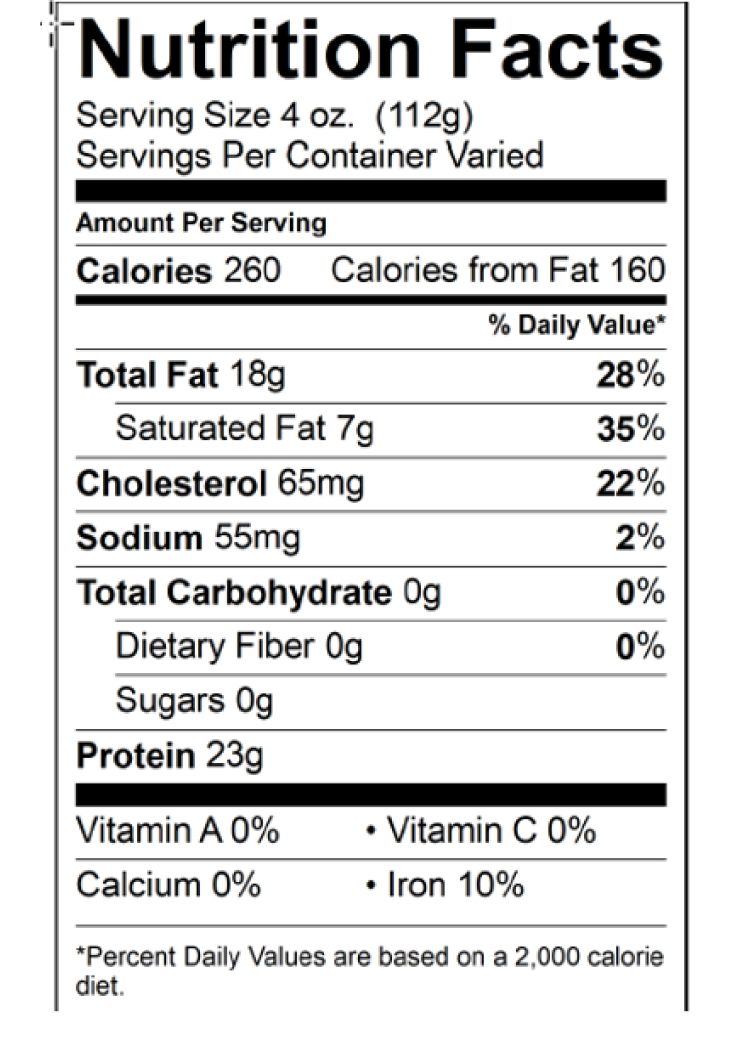 Nutrition Facts
Serving Size 4 oz.  (112g)
Servings Per Container Varied
Amount Per Serving
Calories 260 Calories from Fat 160
% Daily Value*
Total Fat 18g 28%
Saturated Fat 7g 35%
Cholesterol 65mg 22%
Sodium 55mg 2%
Total Carbohydrate 0g 0%
Dietary Fiber 0g 0%
Sugars 0g
Protein 23g
Vitamin A 0% • Vitamin C 0%
Calcium 0% • Iron 10%
*Percent Daily Values are based on a 2,000 calorie
diet.